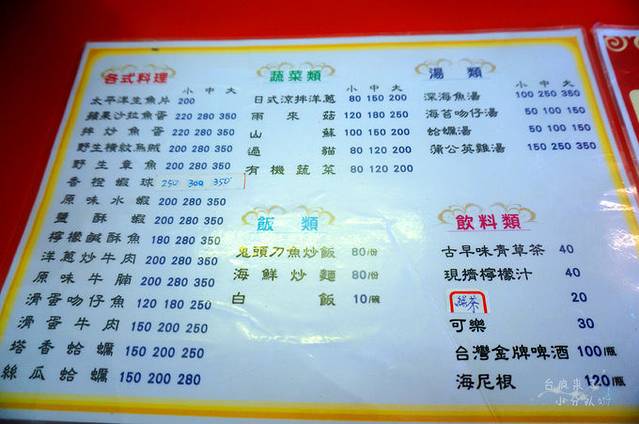 各式料理
小 中 大
太平洋生魚片 200
蘋果沙拉魚蛋 220 280 350
拌炒魚蛋 220 280 350
野生橫紋烏賊 200 280 350
野生章魚 200 280 350
香橙蝦球 250 300 350
原味水蝦 200 280 350
鹽酥蝦 200 280 350
檸檬鹹酥魚 180 280 350
洋蔥炒牛肉 200 280 350
原味牛腩 200 280 350
滑蛋吻仔魚 120 180 250
滑蛋牛肉 150 200 250
塔香蛤蠣 150 200 250
絲瓜蛤蠣 150 200 280
蔬菜類
小 中 大
日式涼拌洋蔥 80 150 200
雨來菇 120 180 250
山蘇 100 150 200
過貓 80 120 200
有機蔬菜 80 120 200
飯類
鬼頭刀魚炒飯 80/份
海鮮炒麵 80/份
白飯 10/碗
湯類
小 中 大
深海魚湯 100 250 350
海苔吻仔湯 50 100 150
蛤蠣湯 50 100 150
蒲公英雞湯 150 250 350
飲料類
古早味青草茶 40
現擠檸檬汁 40
綠茶 20
可樂 30
台灣金牌啤酒 100/瓶
海尼根 120/瓶